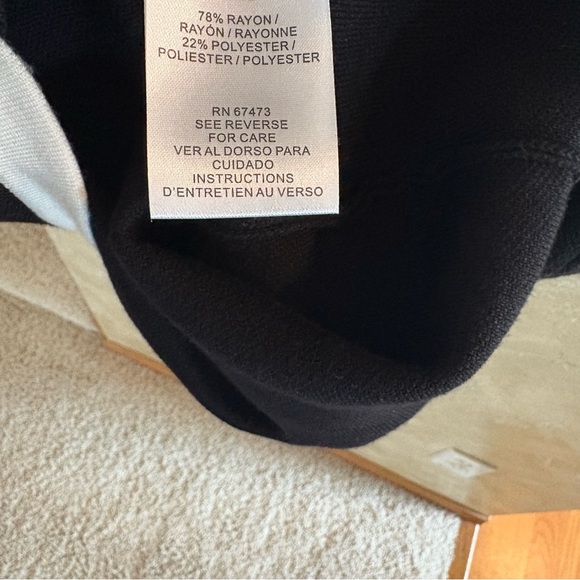 78% RAYON /
RAYÓN / RAYONNE
22% POLYESTER /
POLIESTER / POLYESTER
RN 67473
SEE REVERSE
FOR CARE
VER AL DORSO PARA
CUIDADO
INSTRUCTIONS
D'ENTRETIEN AU VERSO